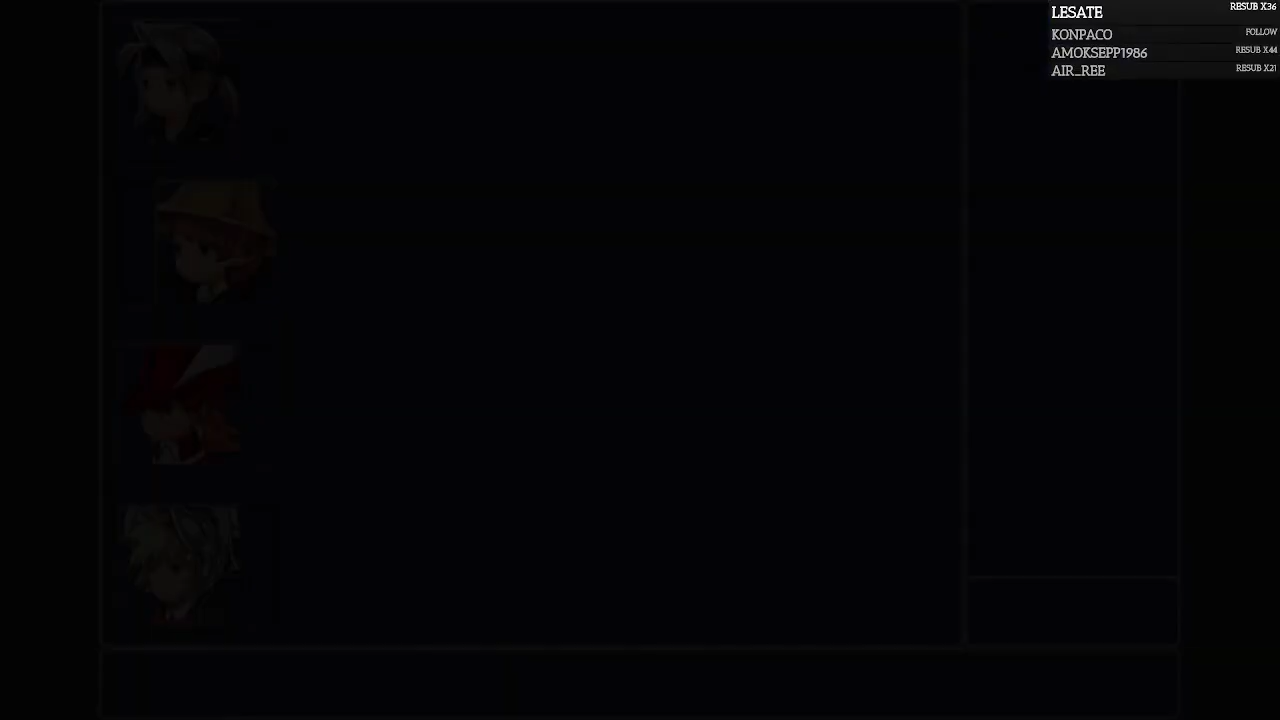 LESATE RESUB X36
KONPACO FOLLOW
AMOKSEPP1986 RESUB X44
AIR_REE RESUB X21